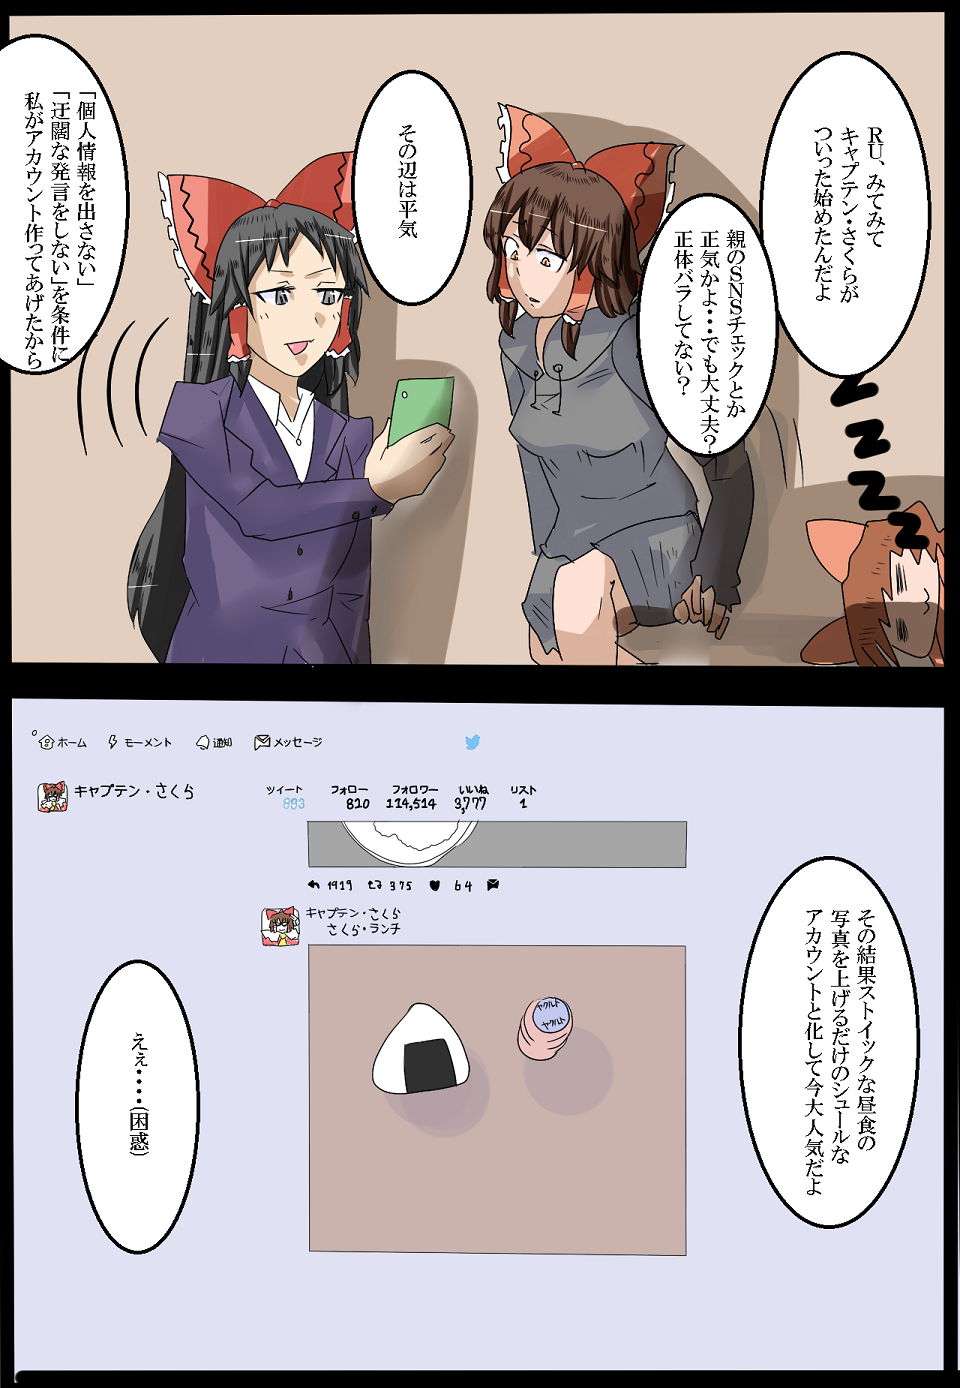 RU、みてみて
キャプテン・さくらが
ついった始めたんだよ
親のSNSチェックとか
正気かよ・・・でも大丈夫？
正体バラしてない？
その辺は平気
「個人情報を出さない」
「迂闊な発言をしない」を条件に
私がアカウント作ってあげたから
zzzz
ホーム モーメント 通知 メッセージ
キャプテン・さくら
ツイート フォロー フォロワー いいね リスト
893 820 114,514 3,777 1
1919 375 64
キャプテン・さくら
さくら・ランチ
ヤクルト
ヤクルト
その結果ストイックな昼食の
写真を上げるだけのシュールな
アカウントと化して今大人気だよ
ええ・・・・(困惑)